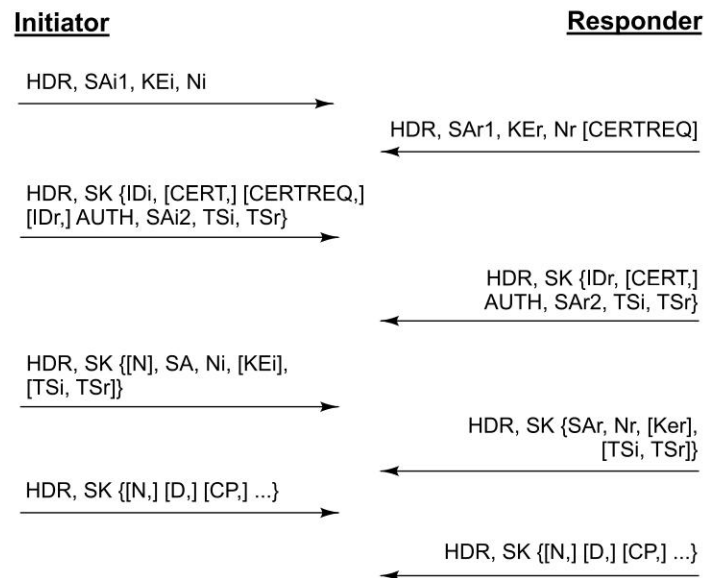 Initiator
Responder
HDR, SAi1, KEi, Ni
HDR, SAr1, KEr, Nr [CERTREQ]
HDR, SK {IDi, [CERT,] [CERTREQ,]
[IDr,] AUTH, SAi2, TSi, TSr}
HDR, SK {IDr, [CERT,]
AUTH, SAr2, TSi, TSr}
HDR, SK {[N], SA, Ni, [KEi],
[TSi, TSr]}
HDR, SK {SAr, Nr, [Ker],
[TSi, TSr]}
HDR, SK {[N,] [D,] [CP,] ...}
HDR, SK {[N,] [D,] [CP,] ...}